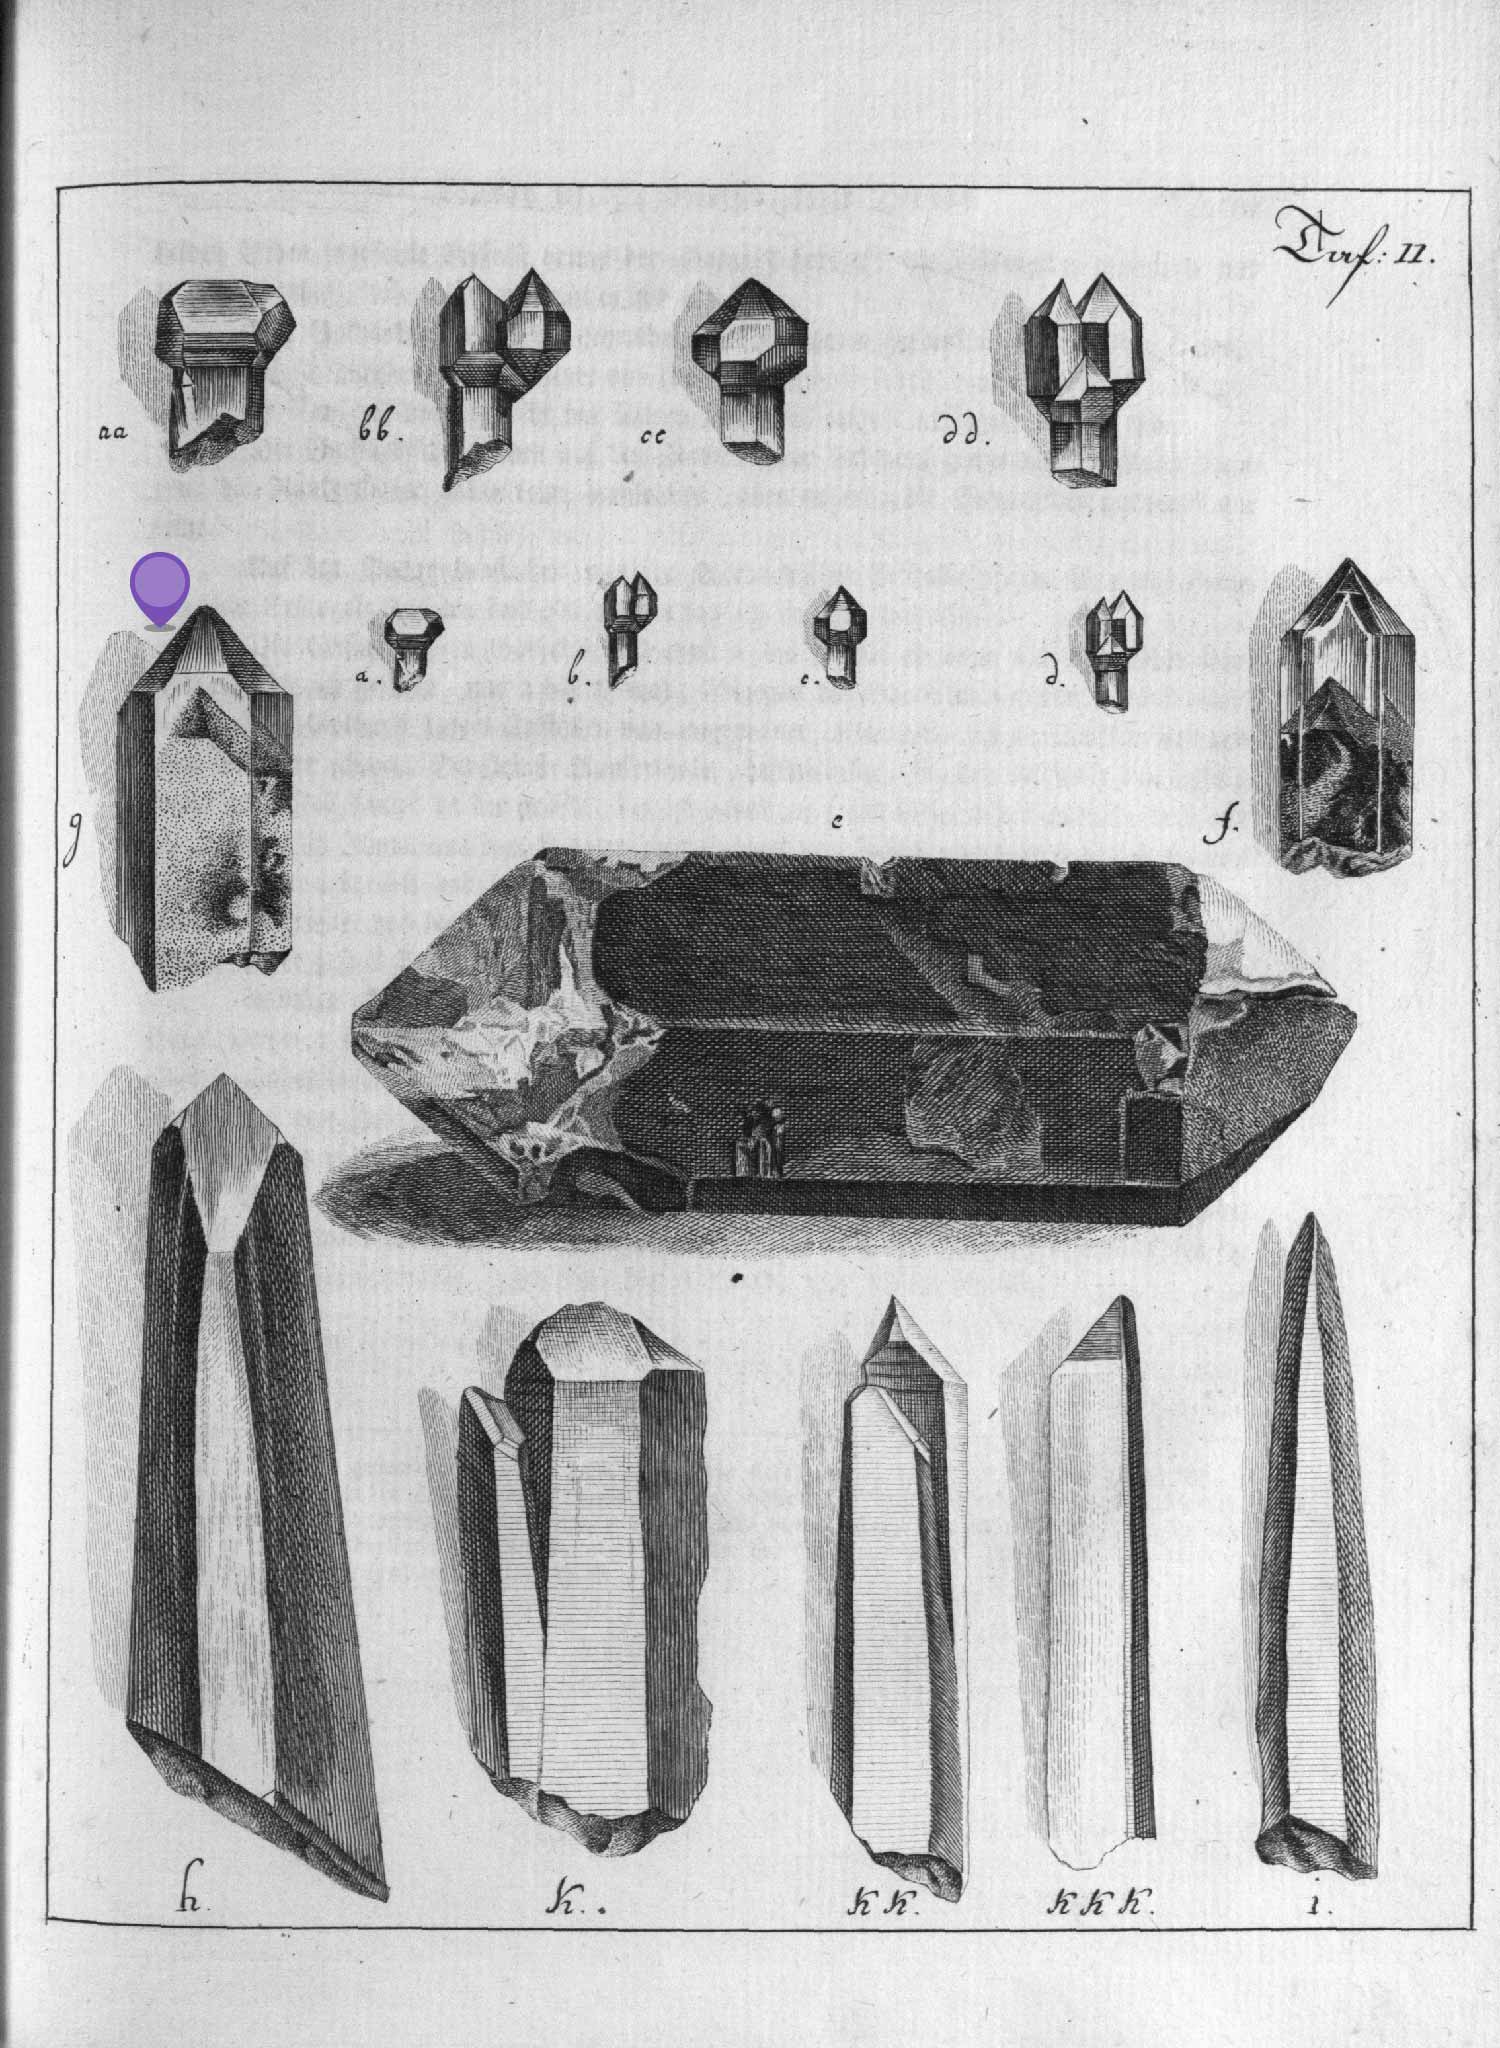 Taf: II.
aa
bb.
cc
dd.
a.
b.
c.
d.
g
e
f.
h.
k.
kk.
kkk.
i.